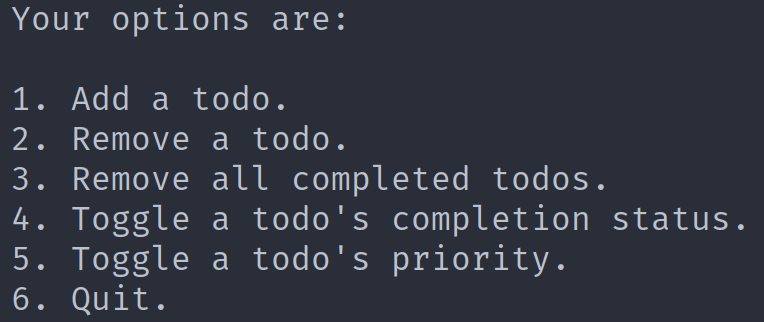 Your options are:
1. Add a todo.
2. Remove a todo.
3. Remove all completed todos.
4. Toggle a todo's completion status.
5. Toggle a todo's priority.
6. Quit.